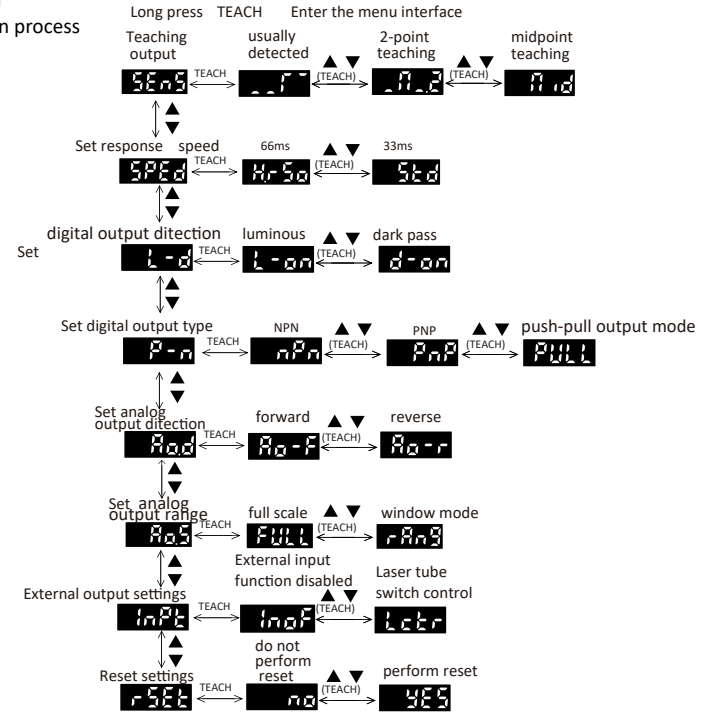 n process
Long press TEACH Enter the menu interface
Teaching output usually detected 2-point teaching midpoint teaching
SEnS TEACH ▲ ▼ (TEACH) ▲ ▼ (TEACH) n id
▲
▼
Set response speed 66ms 33ms
SPEd TEACH HrSo ▲ ▼ (TEACH) Std
▲
▼
digital output ditection luminous dark pass
Set
L-d TEACH L-on ▲ ▼ (TEACH) d-on
▲
▼
Set digital output type NPN PNP push-pull output mode
P-n TEACH nPn ▲ ▼ (TEACH) PnP ▲ ▼ (TEACH) PULL
▲
▼
Set analog output ditection forward reverse
Aod TEACH Ao-F ▲ ▼ (TEACH) Ao-r
▲
▼
Set analog output range full scale window mode
AoS TEACH FULL ▲ ▼ (TEACH) rAng
▲
▼
External output settings External input function disabled Laser tube switch control
InPt TEACH InoF ▲ ▼ (TEACH) Lctr
▲
▼
Reset settings do not perform reset perform reset
rSEt TEACH no ▲ ▼ (TEACH) YES